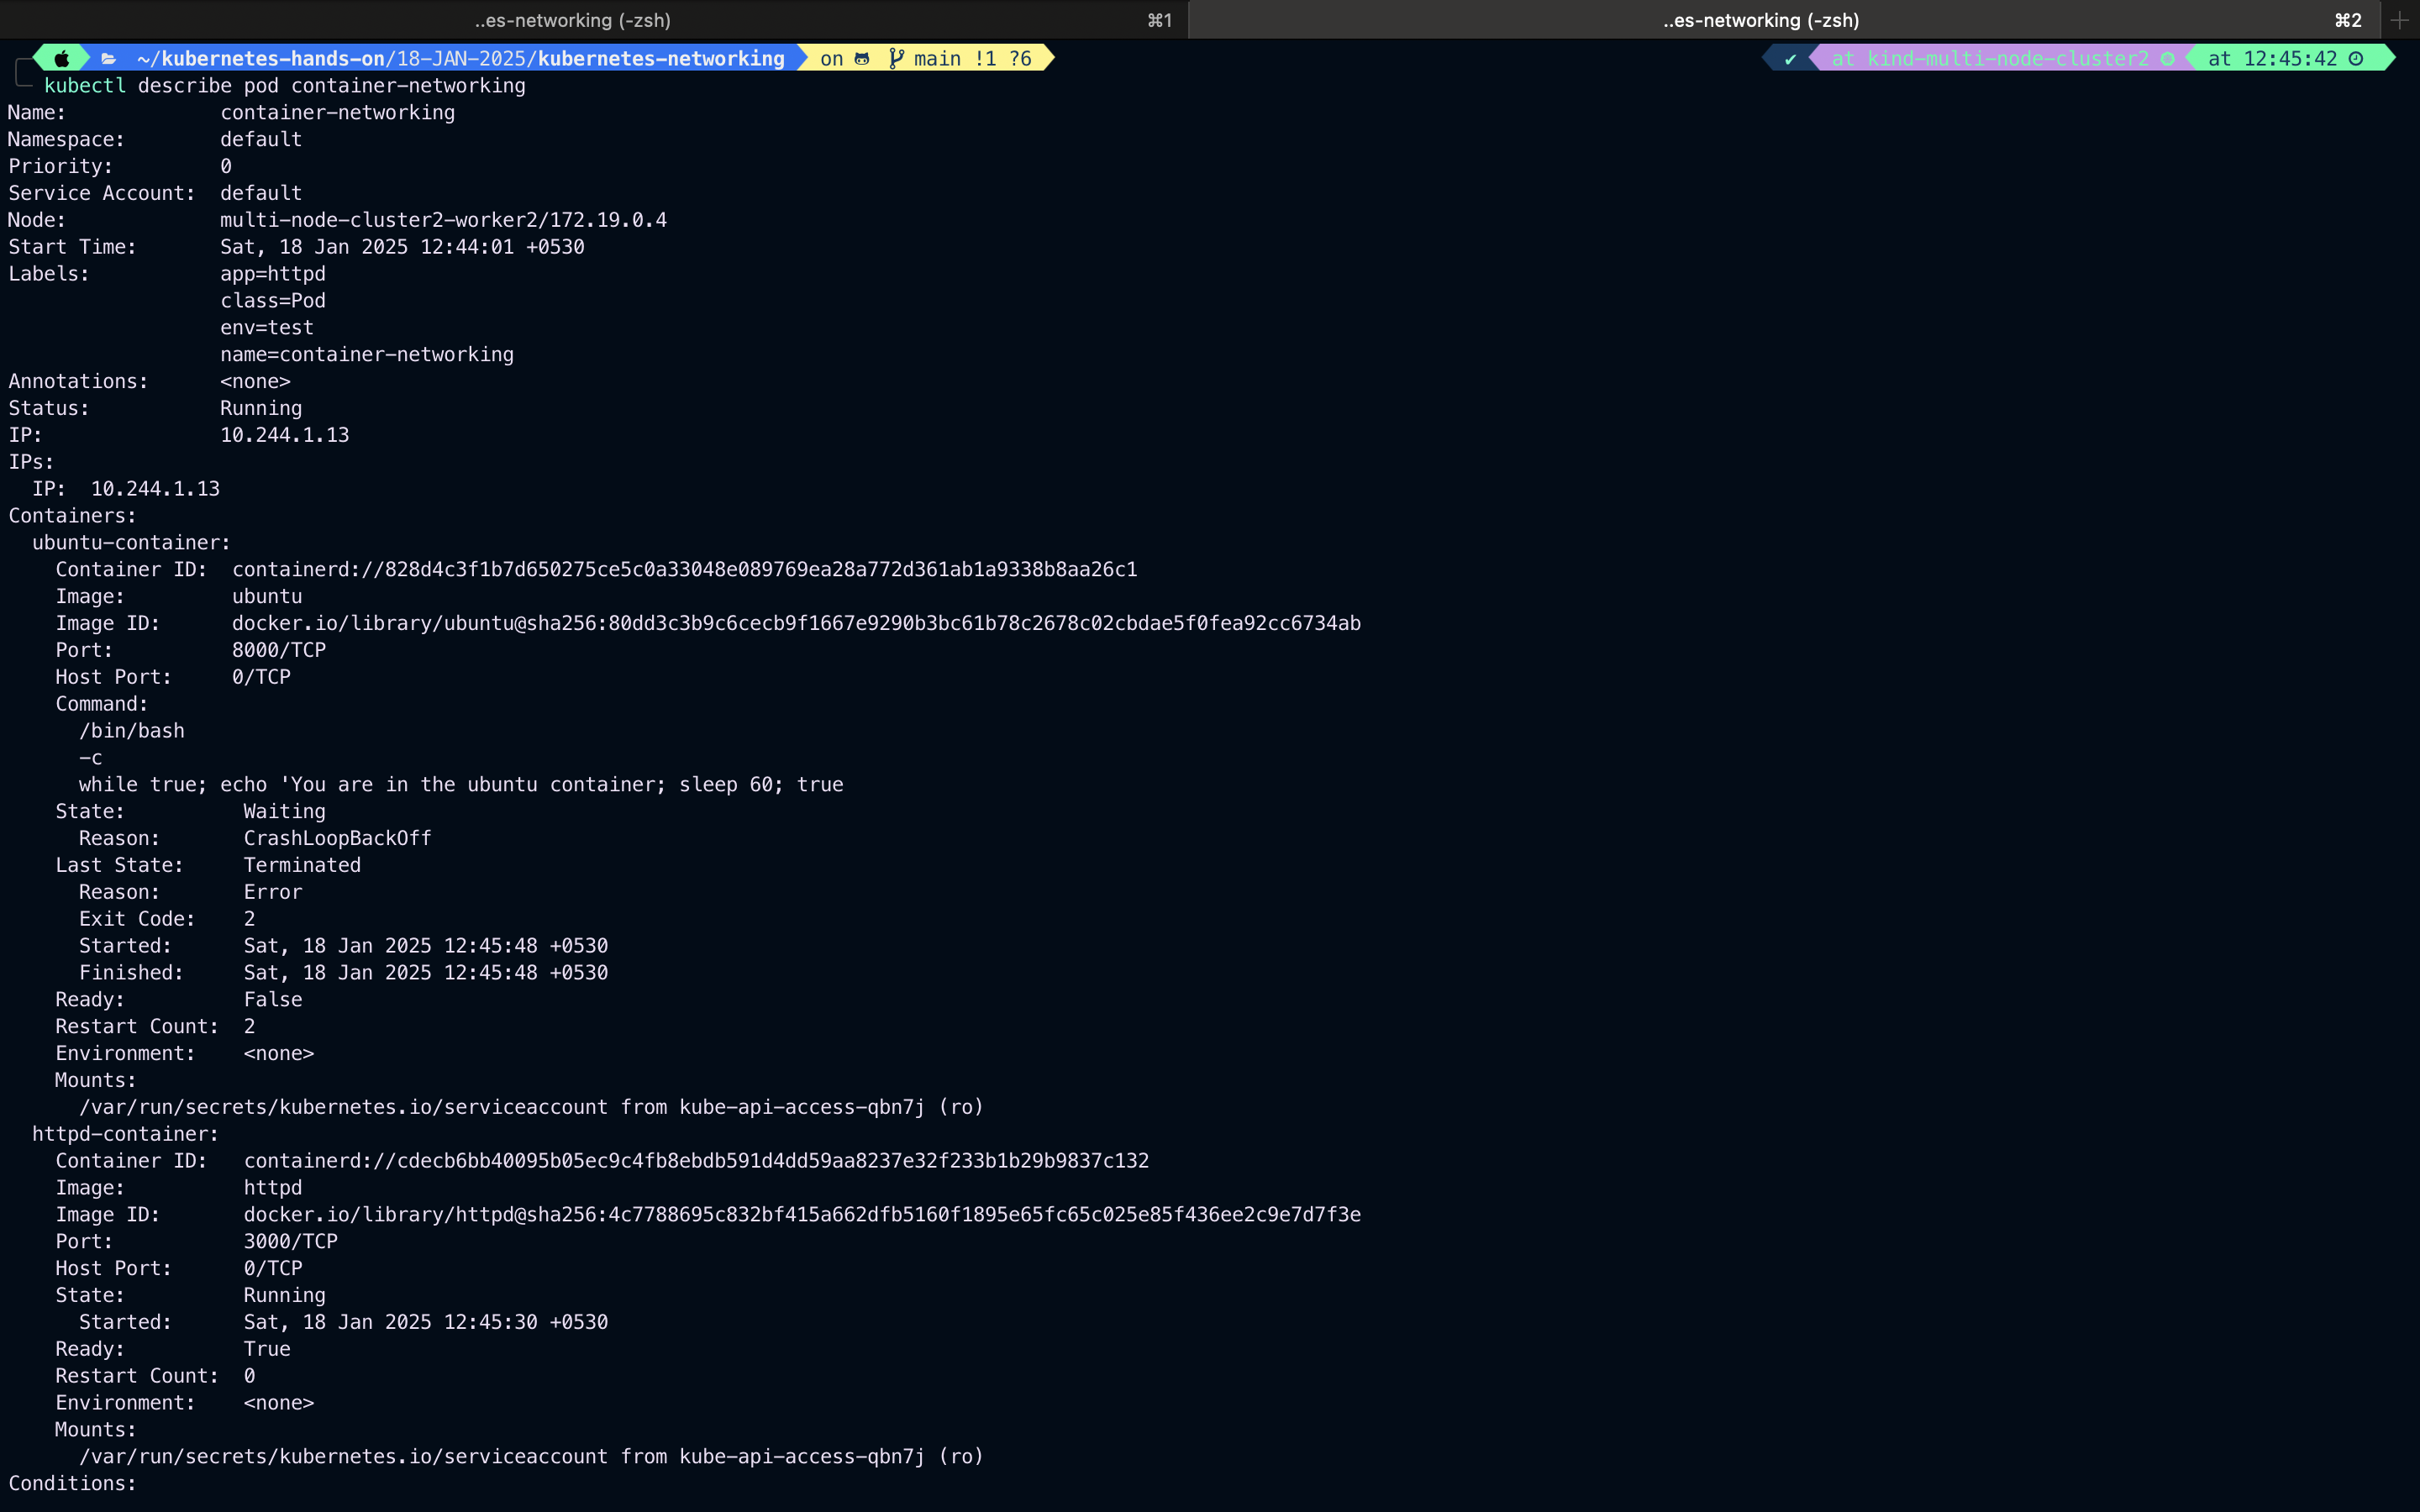 ..es-networking (-zsh) ⌘1 ..es-networking (-zsh) ⌘2 +
~/kubernetes-hands-on/18-JAN-2025/kubernetes-networking on main !1 ?6 ✔ at kind-multi-node-cluster2 at 12:45:42
kubectl describe pod container-networking
Name: container-networking
Namespace: default
Priority: 0
Service Account: default
Node: multi-node-cluster2-worker2/172.19.0.4
Start Time: Sat, 18 Jan 2025 12:44:01 +0530
Labels: app=httpd
class=Pod
env=test
name=container-networking
Annotations: <none>
Status: Running
IP: 10.244.1.13
IPs:
IP: 10.244.1.13
Containers:
ubuntu-container:
Container ID: containerd://828d4c3f1b7d650275ce5c0a33048e089769ea28a772d361ab1a9338b8aa26c1
Image: ubuntu
Image ID: docker.io/library/ubuntu@sha256:80dd3c3b9c6cecb9f1667e9290b3bc61b78c2678c02cbdae5f0fea92cc6734ab
Port: 8000/TCP
Host Port: 0/TCP
Command:
/bin/bash
-c
while true; echo 'You are in the ubuntu container; sleep 60; true
State: Waiting
Reason: CrashLoopBackOff
Last State: Terminated
Reason: Error
Exit Code: 2
Started: Sat, 18 Jan 2025 12:45:48 +0530
Finished: Sat, 18 Jan 2025 12:45:48 +0530
Ready: False
Restart Count: 2
Environment: <none>
Mounts:
/var/run/secrets/kubernetes.io/serviceaccount from kube-api-access-qbn7j (ro)
httpd-container:
Container ID: containerd://cdecb6bb40095b05ec9c4fb8ebdb591d4dd59aa8237e32f233b1b29b9837c132
Image: httpd
Image ID: docker.io/library/httpd@sha256:4c7788695c832bf415a662dfb5160f1895e65fc65c025e85f436ee2c9e7d7f3e
Port: 3000/TCP
Host Port: 0/TCP
State: Running
Started: Sat, 18 Jan 2025 12:45:30 +0530
Ready: True
Restart Count: 0
Environment: <none>
Mounts:
/var/run/secrets/kubernetes.io/serviceaccount from kube-api-access-qbn7j (ro)
Conditions: